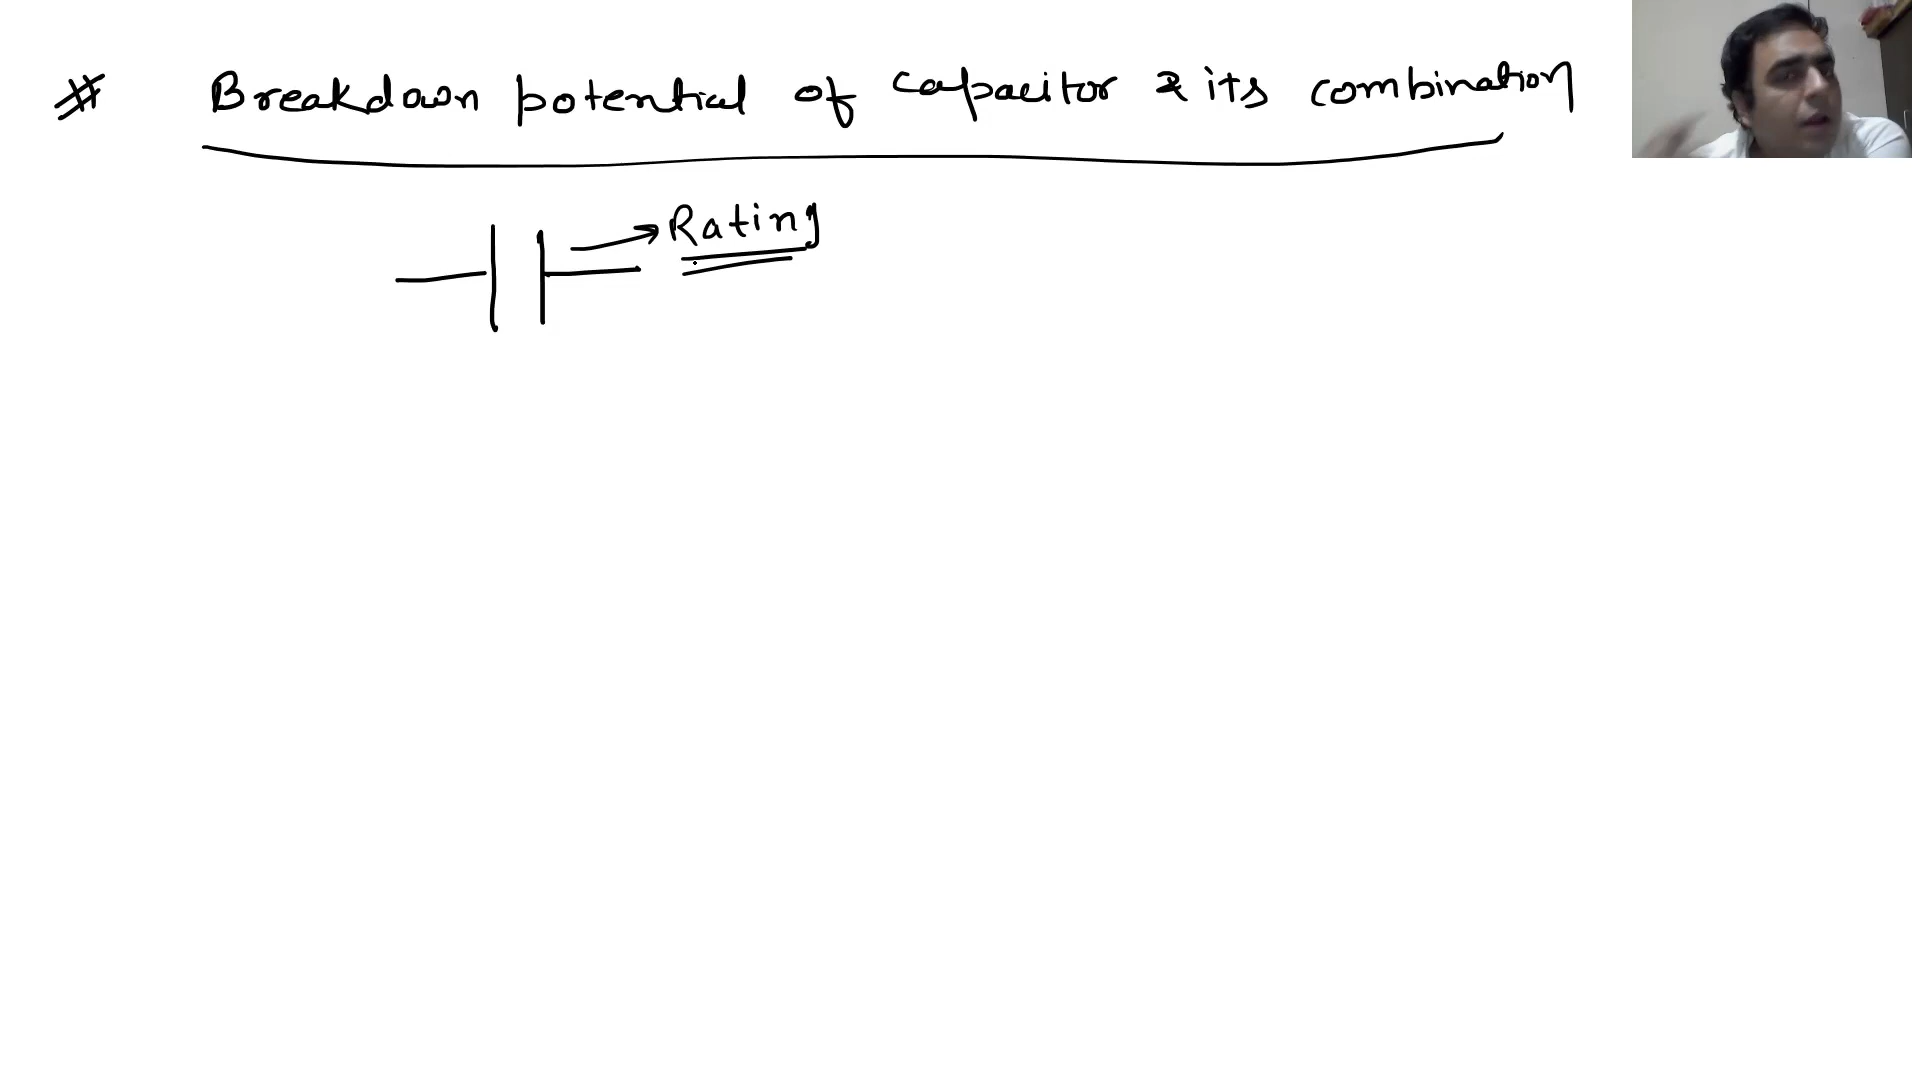 # Breakdown potential of capacitor & its combination
Rating